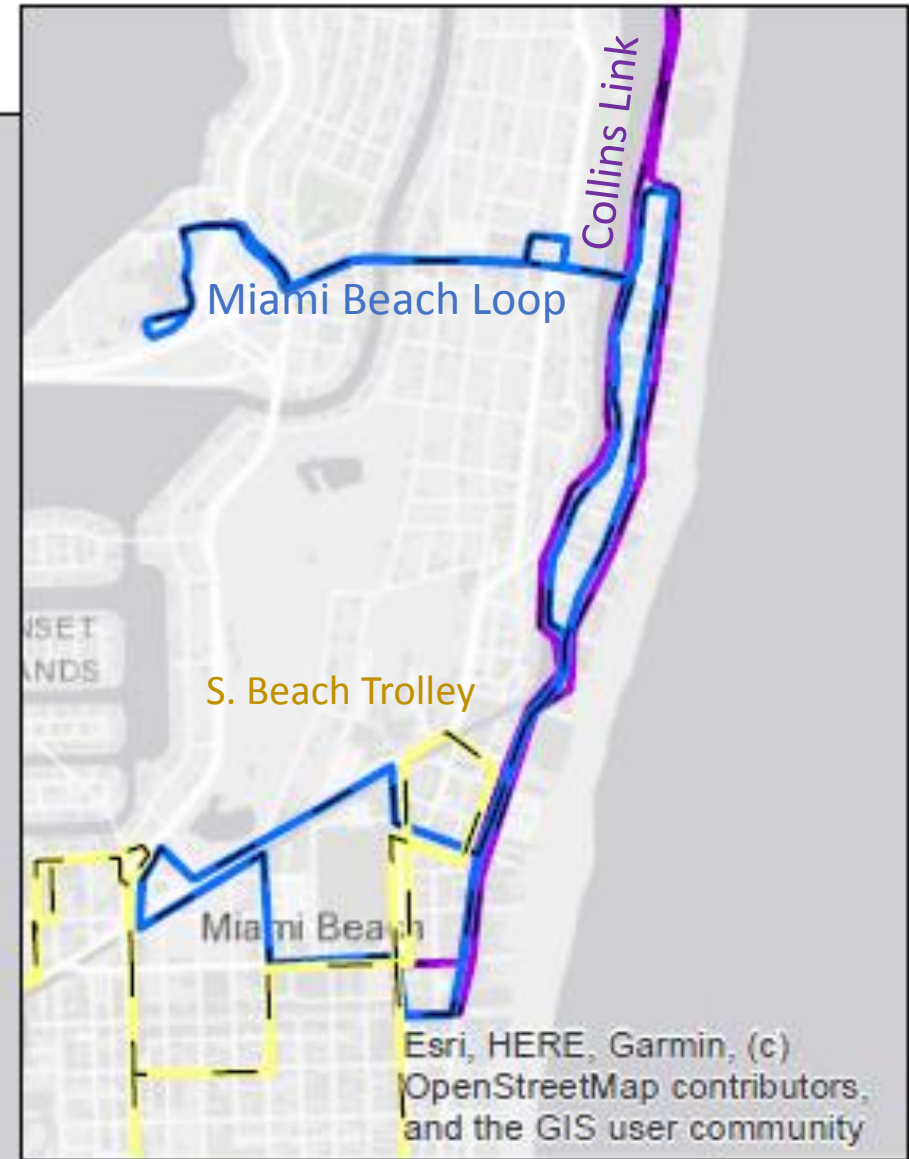 Collins Link
Miami Beach Loop
NSET
ANDS
S. Beach Trolley
Miami Beach
Esri, HERE, Garmin, (c)
OpenStreetMap contributors,
and the GIS user community